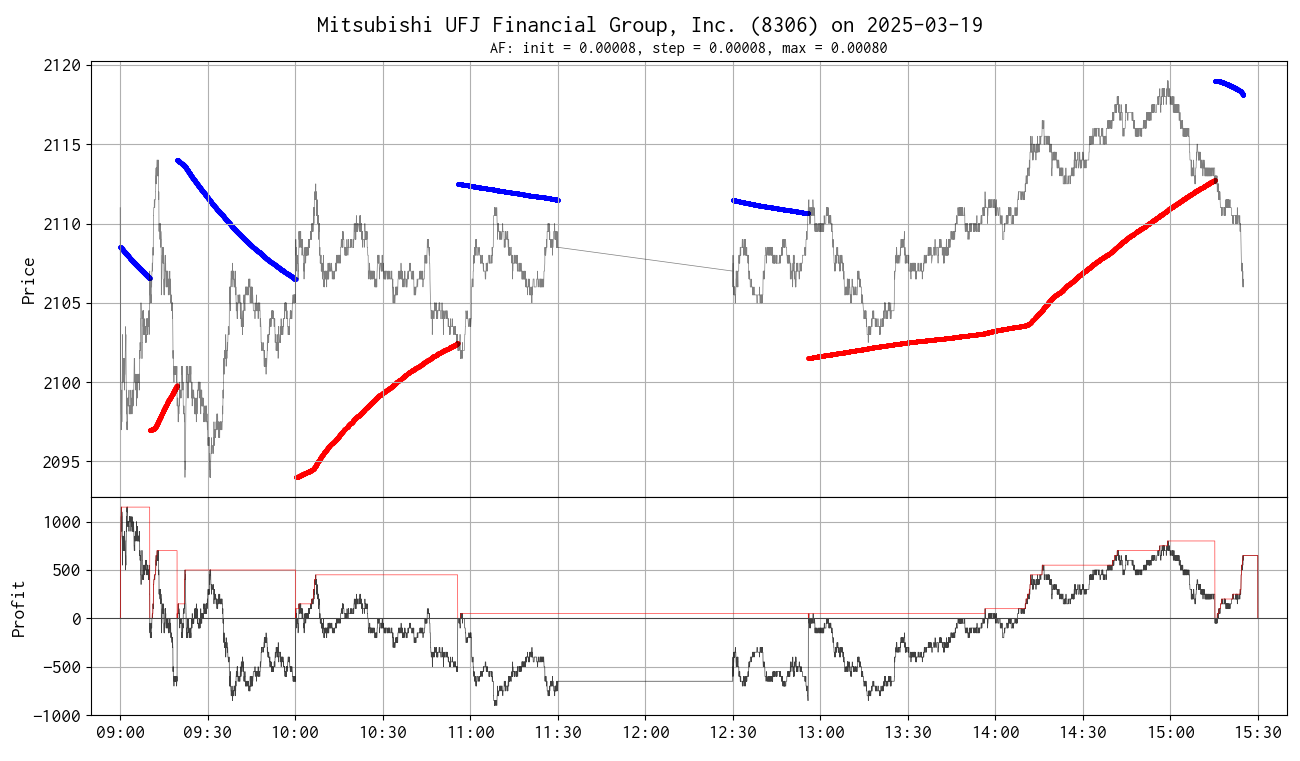 Mitsubishi UFJ Financial Group, Inc. (8306) on 2025-03-19
AF: init = 0.00008, step = 0.00008, max = 0.00080
Price
2120
2115
2110
2105
2100
2095
Profit
1000
500
0
−500
−1000
09:00 09:30 10:00 10:30 11:00 11:30 12:00 12:30 13:00 13:30 14:00 14:30 15:00 15:30